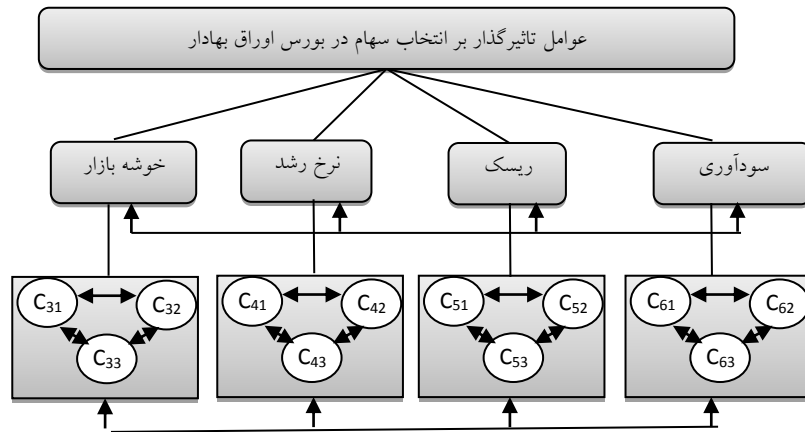 عوامل تاثیرگذار بر انتخاب سهام در بورس اوراق بهادار
سودآوری
ریسک
نرخ رشد
خوشه بازار
C31
C32
C33
C41
C42
C43
C51
C52
C53
C61
C62
C63